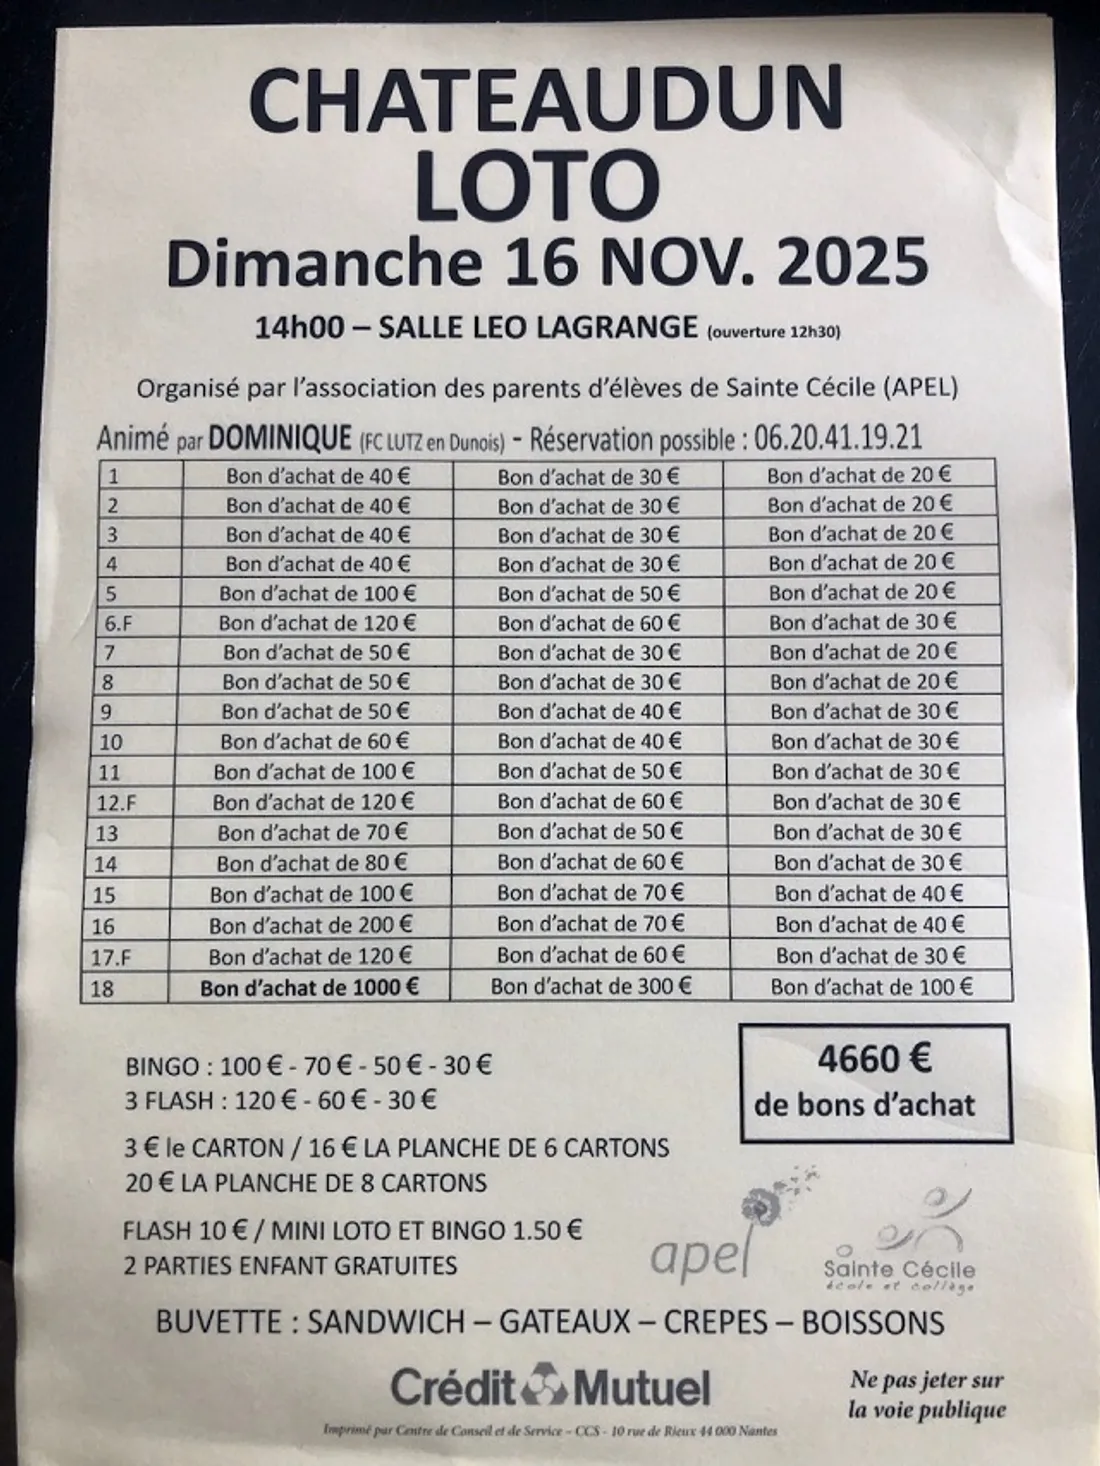 CHATEAUDUN
LOTO
Dimanche 16 NOV. 2025
14h00 – SALLE LEO LAGRANGE (ouverture 12h30)
Organisé par l'association des parents d'élèves de Sainte Cécile (APEL)
Animé par DOMINIQUE (FC LUTZ en Dunois) - Réservation possible : 06.20.41.19.21
1 Bon d'achat de 40 € Bon d'achat de 30 € Bon d'achat de 20 €
2 Bon d'achat de 40 € Bon d'achat de 30 € Bon d'achat de 20 €
3 Bon d'achat de 40 € Bon d'achat de 30 € Bon d'achat de 20 €
4 Bon d'achat de 40 € Bon d'achat de 30 € Bon d'achat de 20 €
5 Bon d'achat de 100 € Bon d'achat de 50 € Bon d'achat de 20 €
6.F Bon d'achat de 120 € Bon d'achat de 60 € Bon d'achat de 30 €
7 Bon d'achat de 50 € Bon d'achat de 30 € Bon d'achat de 20 €
8 Bon d'achat de 50 € Bon d'achat de 30 € Bon d'achat de 20 €
9 Bon d'achat de 50 € Bon d'achat de 40 € Bon d'achat de 30 €
10 Bon d'achat de 60 € Bon d'achat de 40 € Bon d'achat de 30 €
11 Bon d'achat de 100 € Bon d'achat de 50 € Bon d'achat de 30 €
12.F Bon d'achat de 120 € Bon d'achat de 60 € Bon d'achat de 30 €
13 Bon d'achat de 70 € Bon d'achat de 50 € Bon d'achat de 30 €
14 Bon d'achat de 80 € Bon d'achat de 60 € Bon d'achat de 30 €
15 Bon d'achat de 100 € Bon d'achat de 70 € Bon d'achat de 40 €
16 Bon d'achat de 200 € Bon d'achat de 70 € Bon d'achat de 40 €
17.F Bon d'achat de 120 € Bon d'achat de 60 € Bon d'achat de 30 €
18 Bon d'achat de 1000 € Bon d'achat de 300 € Bon d'achat de 100 €
BINGO : 100 € - 70 € - 50 € - 30 €
3 FLASH : 120 € - 60 € - 30 €
4660 €
de bons d'achat
3 € le CARTON / 16 € LA PLANCHE DE 6 CARTONS
20 € LA PLANCHE DE 8 CARTONS
FLASH 10 € / MINI LOTO ET BINGO 1.50 €
2 PARTIES ENFANT GRATUITES
apel
Sainte Cécile
école et collège
BUVETTE : SANDWICH – GATEAUX – CREPES – BOISSONS
Crédit Mutuel
Ne pas jeter sur
la voie publique
Imprimé par Centre de Conseil et de Service – CCS - 10 rue de Rieux 44 000 Nantes